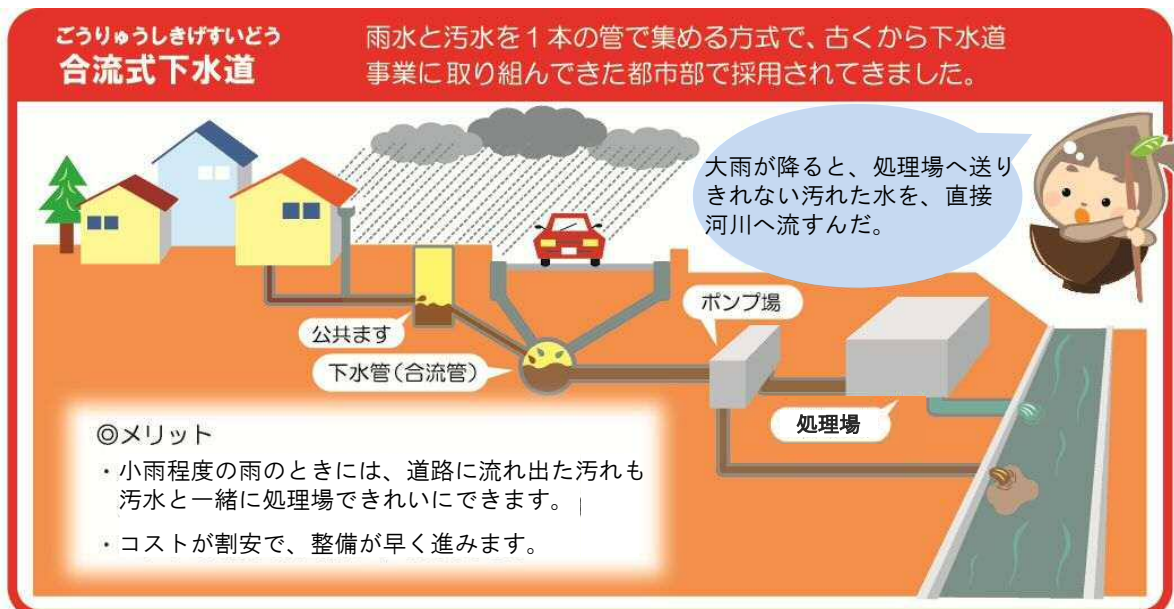 ごうりゅうしきげすいどう
合流式下水道
雨水と汚水を1本の管で集める方式で、古くから下水道
事業に取り組んできた都市部で採用されてきました。
大雨が降ると、処理場へ送り
きれない汚れた水を、直接
河川へ流すんだ。
ポンプ場
公共ます
下水管(合流管)
処理場
◎メリット
・小雨程度の雨のときには、道路に流れ出た汚れも
汚水と一緒に処理場できれいにできます。
・コストが割安で、整備が早く進みます。